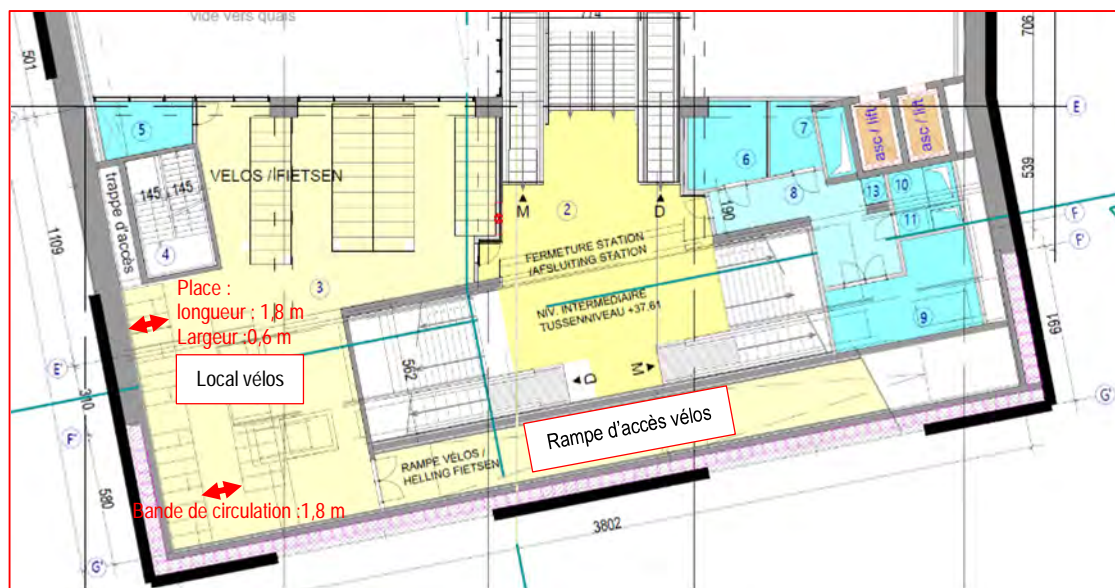 vide vers quais
774
706
501
E
5
7
6
asc / lift
asc / lift
VELOS / FIETSEN
145
145
trappe d'accès
4
M
2
D
190
8
13
10
11
539
F
F'
1109
3
FERMETURE STATION
/AFSLUITING STATION
NIV. INTERMÉDIAIRE
TUSSENNIVEAU +37.61
Place :
longueur : 1,8 m
Largeur :0,6 m
Local vélos
9
691
E'
562
D
M
310
F'
Rampe d'accès vélos
G'
RAMPE VÉLOS /
HELLING FIETSEN
580
Bande de circulation :1,8 m
3802
G'